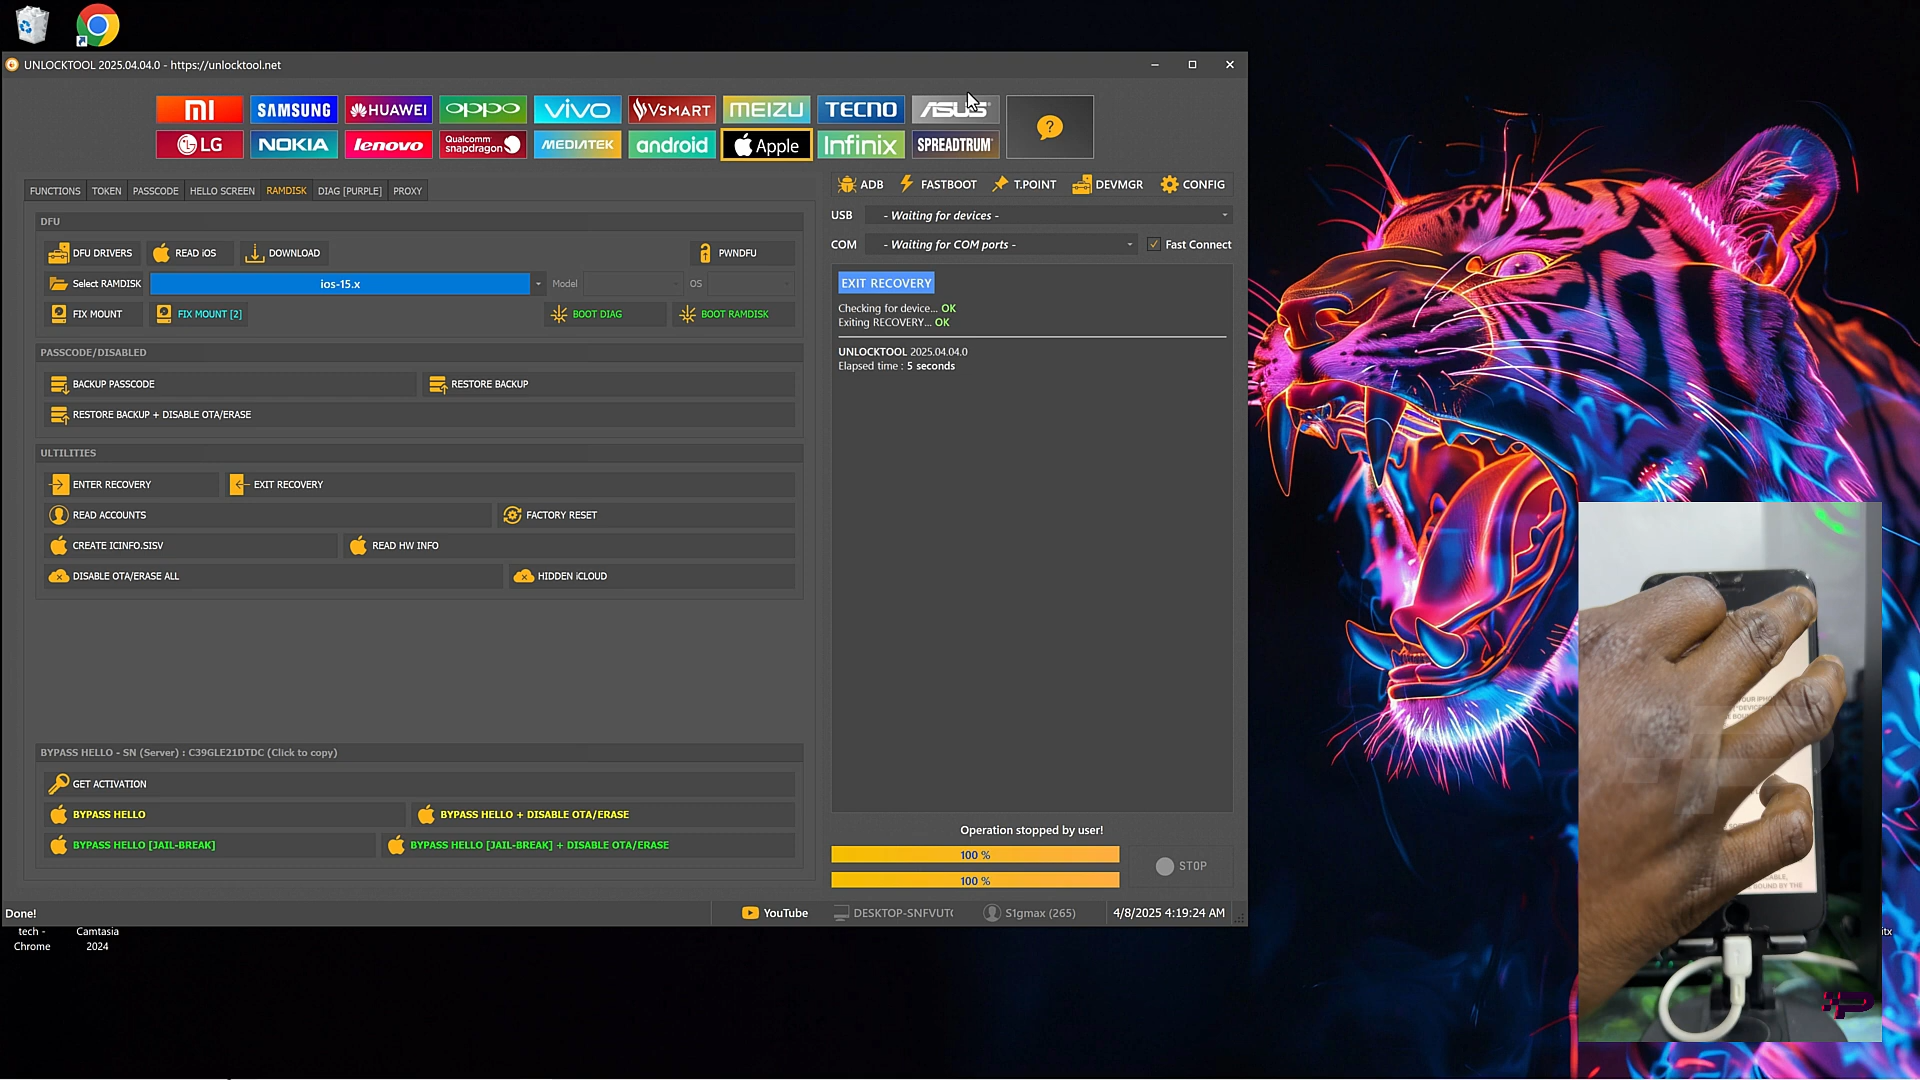 UNLOCKTOOL 2025.04.04.0 - https://unlocktool.net
MI SAMSUNG HUAWEI oppo vivo VSMART MEIZU TECNO ASUS ?
LG NOKIA lenovo Qualcomm snapdragon MEDIATEK android Apple Infinix SPREADTRUM
FUNCTIONS TOKEN PASSCODE HELLO SCREEN RAMDISK DIAG [PURPLE] PROXY
DFU
DFU DRIVERS READ iOS DOWNLOAD PWNDFU
Select RAMDISK ios-15.x Model OS
FIX MOUNT FIX MOUNT [2] BOOT DIAG BOOT RAMDISK
PASSCODE/DISABLED
BACKUP PASSCODE RESTORE BACKUP
RESTORE BACKUP + DISABLE OTA/ERASE
ULTILITIES
ENTER RECOVERY EXIT RECOVERY
READ ACCOUNTS FACTORY RESET
CREATE ICINFO.SISV READ HW INFO
DISABLE OTA/ERASE ALL HIDDEN iCLOUD
BYPASS HELLO - SN (Server) : C39GLE21DTDC (Click to copy)
GET ACTIVATION
BYPASS HELLO BYPASS HELLO + DISABLE OTA/ERASE
BYPASS HELLO [JAIL-BREAK] BYPASS HELLO [JAIL-BREAK] + DISABLE OTA/ERASE
ADB FASTBOOT T.POINT DEVMGR CONFIG
USB - Waiting for devices -
COM - Waiting for COM ports - Fast Connect
EXIT RECOVERY
Checking for device... OK
Exiting RECOVERY... OK
UNLOCKTOOL 2025.04.04.0
Elapsed time : 5 seconds
Operation stopped by user!
100 %
100 %
STOP
Done! YouTube DESKTOP-SNFVUT S1gmax (265) 4/8/2025 4:19:24 AM
tech -
Chrome
Camtasia
2024
itx
YOUR IPH
BOUND BY THE